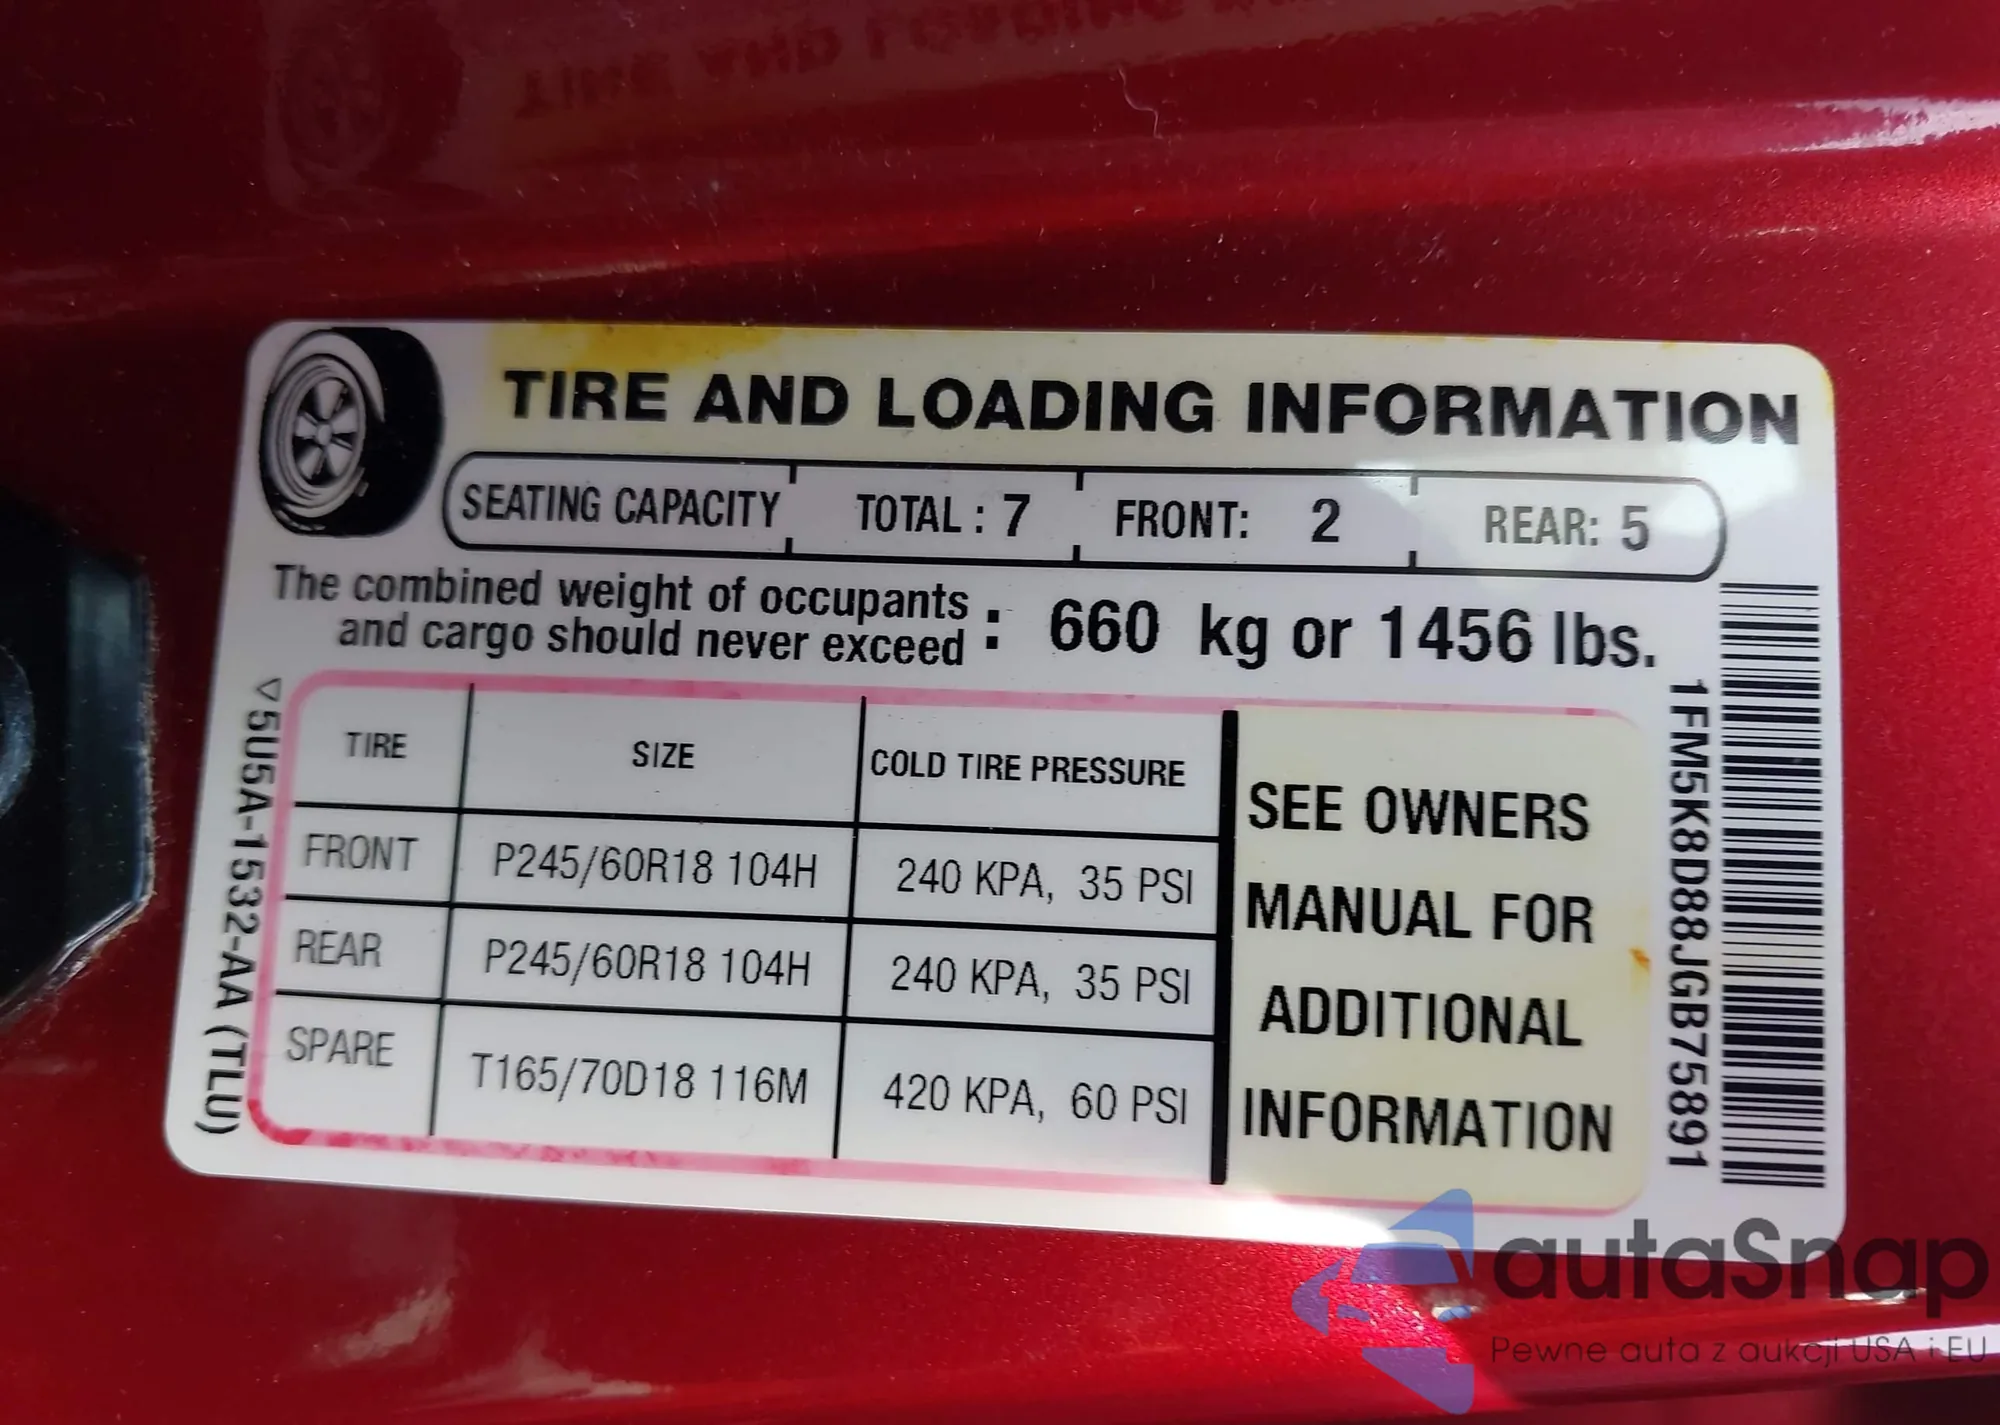 TIRE AND LOADING INFORMATION
SEATING CAPACITY TOTAL : 7 FRONT: 2 REAR: 5
The combined weight of occupants
and cargo should never exceed : 660 kg or 1456 lbs.
TIRE SIZE COLD TIRE PRESSURE
FRONT P245/60R18 104H 240 KPA, 35 PSI
REAR P245/60R18 104H 240 KPA, 35 PSI
SPARE T165/70D18 116M 420 KPA, 60 PSI
SEE OWNERS
MANUAL FOR
ADDITIONAL
INFORMATION
▽5U5A-1532-AA (TLU)
1FM5K8D88JGB75891
autaSnap
Pewne auta z aukcji USA i EU